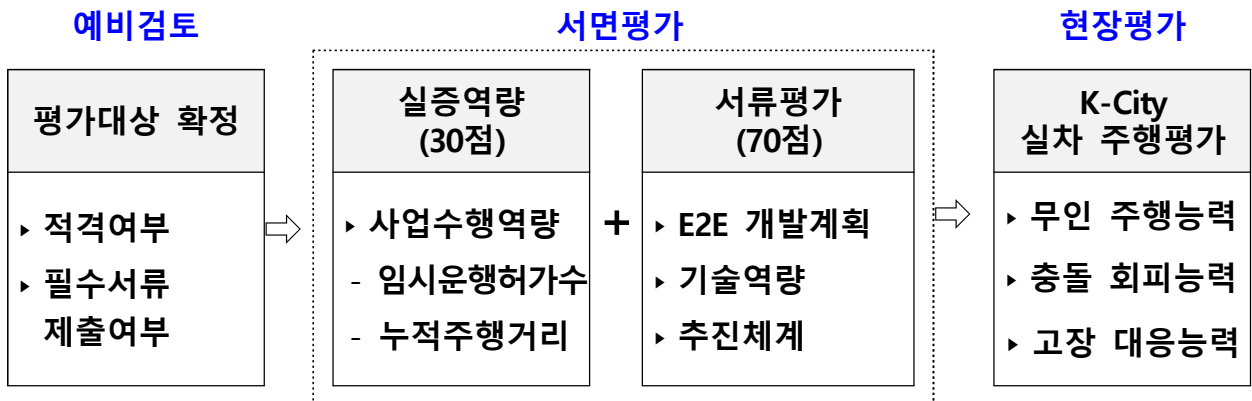 예비검토
평가대상 확정
▸ 적격여부
▸ 필수서류
제출여부
서면평가
실증역량
(30점)
▸ 사업수행역량
- 임시운행허가수
- 누적주행거리
+
서류평가
(70점)
▸ E2E 개발계획
▸ 기술역량
▸ 추진체계
현장평가
K-City
실차 주행평가
▸ 무인 주행능력
▸ 충돌 회피능력
▸ 고장 대응능력